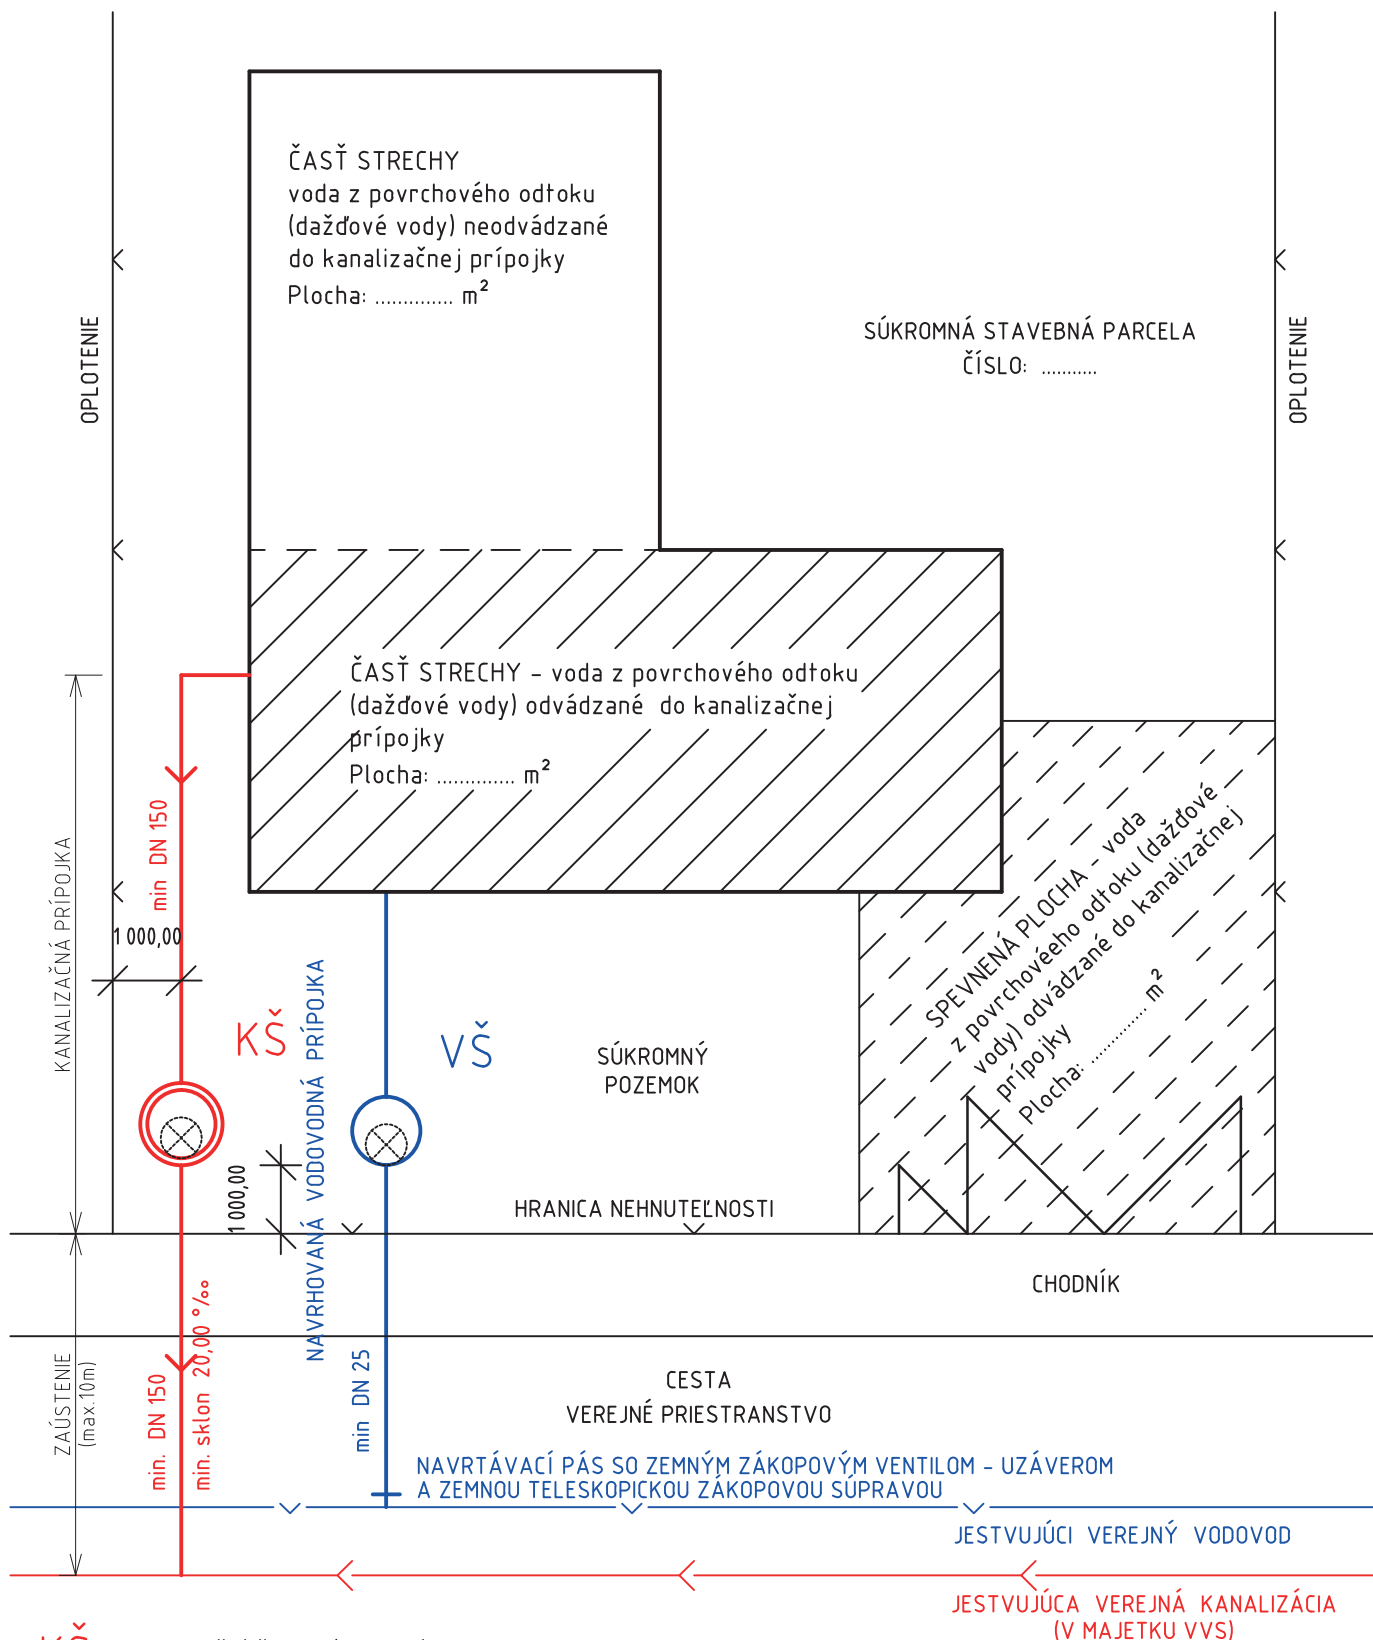 ČASŤ STRECHY
voda z povrchového odtoku
(dažďové vody) neodvádzané
do kanalizačnej prípojky
Plocha: .............. m²
OPLOTENIE
SÚKROMNÁ STAVEBNÁ PARCELA
ČÍSLO: ...........
OPLOTENIE
ČASŤ STRECHY - voda z povrchového odtoku
(dažďové vody) odvádzané do kanalizačnej
prípojky
Plocha: .............. m²
KANALIZAČNÁ PRÍPOJKA
min DN 150
1 000,00
KŠ
NAVRHOVANÁ VODOVODNÁ PRÍPOJKA
VŠ
SÚKROMNÝ
POZEMOK
SPEVNENÁ PLOCHA - voda
z povrchovéeho odtoku (dažďové
vody) odvádzané do kanalizačnej
prípojky
Plocha: .............. m²
1 000,00
HRANICA NEHNUTEĽNOSTI
CHODNÍK
ZAÚSTENIE
(max.10m)
min. DN 150
min. sklon 20,00 °/oo
min DN 25
CESTA
VEREJNÉ PRIESTRANSTVO
NAVRTÁVACÍ PÁS SO ZEMNÝM ZÁKOPOVÝM VENTILOM - UZÁVEROM
A ZEMNOU TELESKOPICKOU ZÁKOPOVOU SÚPRAVOU
JESTVUJÚCI VEREJNÝ VODOVOD
JESTVUJÚCA VEREJNÁ KANALIZÁCIA
(V MAJETKU VVS)